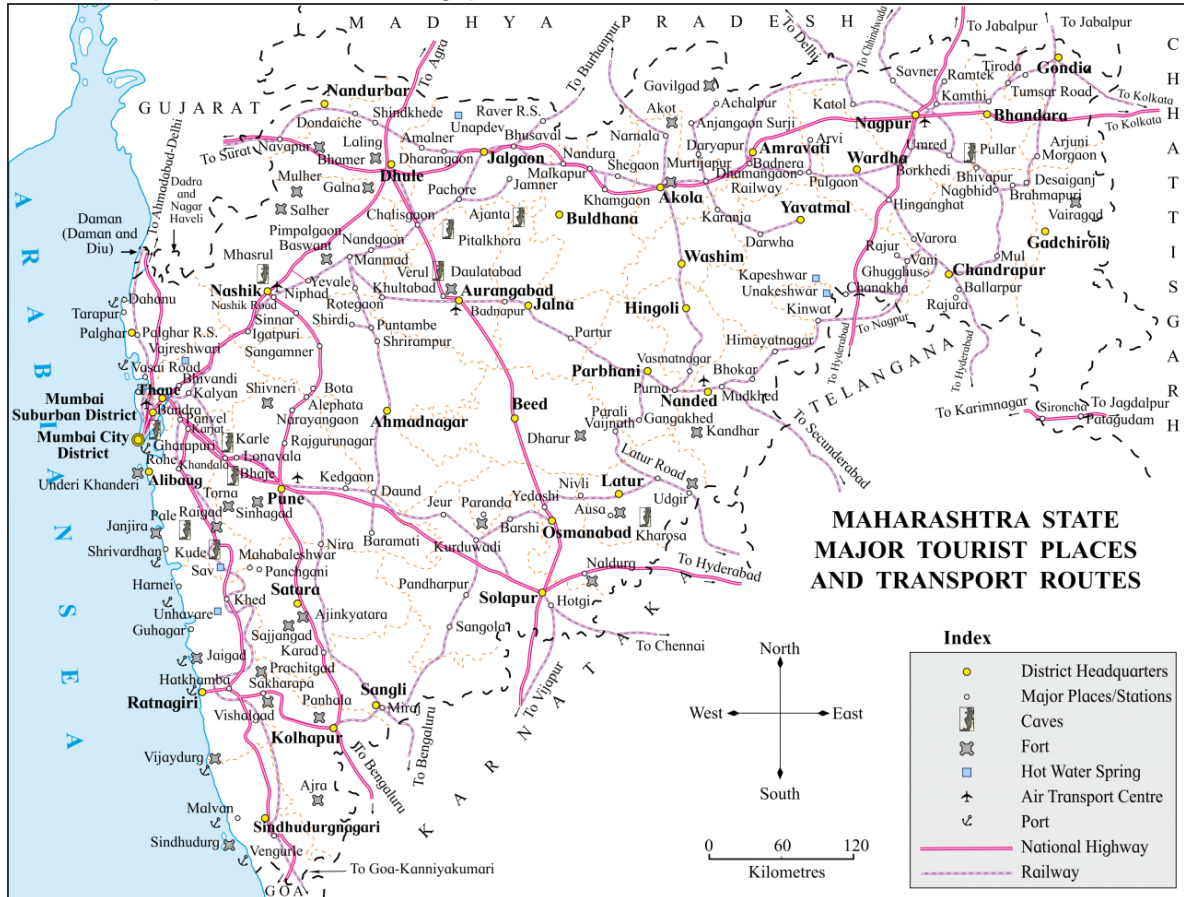 M A D H Y A P R A D E S H
To Delhi
To Chhindwada
To Jabalpur
To Jabalpur
C H H A T T I S G A R H
To Agra
To Burhanpur
Gavilgad
Savner
Ramtek
Tiroda
Gondia
G U J A R A T
Nandurbar
Shindkhede
Raver R.S.
Akot
Achalpur
Katol
Kamthi
Tumsar Road
To Kolkata
Dondaiche
Amalner
Unapdev
Bhusaval
Narnala
Anjangaon Surji
Nagpur
Bhandara
To Kolkata
To Surat
Navapur
Laling
Bhamer
Dharangaon
Jalgaon
Nandura
Shegaon
Daryapur
Murtijapur
Amravati
Arvi
Badnera
Wardha
Umred
Pullar
Arjuni
Morgaon
Dhule
Malkapur
Dhamangaon
Railway
Pulgaon
Borkhedi
Bhivapur
Desaiganj
Mulher
Galna
Pachore
Jamner
Khamgaon
Akola
Nagbhid
Brahmapuri
To Ahmadabad-Delhi
Dadra
and
Nagar
Haveli
Salher
Chalisgaon
Ajanta
Buldhana
Karanja
Yavatmal
Hinganghat
Vairagad
Daman
(Daman and
Diu)
Pimpalgaon
Baswant
Nandgaon
Pitalkhora
Darwha
Rajur
Varora
Gadchiroli
Mhasrul
Manmad
Verul
Daulatabad
Washim
Kapeshwar
Vani
Ghugghus
Mul
Nashik
Yevale
Khultabad
Aurangabad
Unakeshwar
Chanakha
Chandrapur
Dahanu
Nashik Road
Niphad
Rotegaon
Badnapur
Jalna
Hingoli
Kinwat
Ballarpur
Rajura
Tarapur
Sinnar
Shirdi
Puntambe
Partur
To Nagpur
Palghar
Palghar R.S.
Igatpuri
Shrirampur
Himayatnagar
To Hyderabad
To Hyderabad
Vajreshwari
Sangamner
Vasmatnagar
T E L A N G A N A
Vasai Road
Parbhani
Bhokar
Thane
Bhivandi
Shivneri
Bota
Purna
Nanded
Mudkhed
To Karimnagar
Sironcha
To Jagdalpur
Mumbai
Suburban District
Kalyan
Alephata
Ahmadnagar
Beed
Parali
Vaijnath
Gangakhed
Patagudam
Bandra
Panvel
Narayangaon
Kandhar
To Secunderabad
Mumbai City
District
Karjat
Karle
Rajgurunagar
Dharur
Gharapuri
Lonavala
Latur Road
Rohe
Khandala
Bhaje
Kedgaon
Alibaug
Underi Khanderi
Pune
Daund
Jeur
Paranda
Yedashi
Nivli
Latur
Udgir
Torna
Sinhagad
Ausa
Kharosa
Pale
Raigad
Barshi
Osmanabad
Janjira
Nira
Baramati
Kurduwadi
Shrivardhan
Kude
Mahabaleshwar
Panchgani
Naldurg
To Hyderabad
Harnei
Sav
Pandharpur
Solapur
Satara
Hotgi
Khed
Unhavare
Ajinkyatara
Guhagar
Sajjangad
Sangola
To Chennai
Karad
Jaigad
Prachitgad
Hatkhamba
Sakharapa
Sangli
Ratnagiri
Panhala
Miraj
To Vijapur
Vishalgad
Kolhapur
To Bengaluru
To Bengaluru
Vijaydurg
K A R N A T A K A
Ajra
Malvan
Sindhudurgnagari
Sindhudurg
Vengurle
To Goa-Kanniyakumari
G O A
A R A B I A N S E A
MAHARASHTRA STATE
MAJOR TOURIST PLACES
AND TRANSPORT ROUTES
North
West
East
South
0 60 120
Kilometres
Index
District Headquarters
Major Places/Stations
Caves
Fort
Hot Water Spring
Air Transport Centre
Port
National Highway
Railway